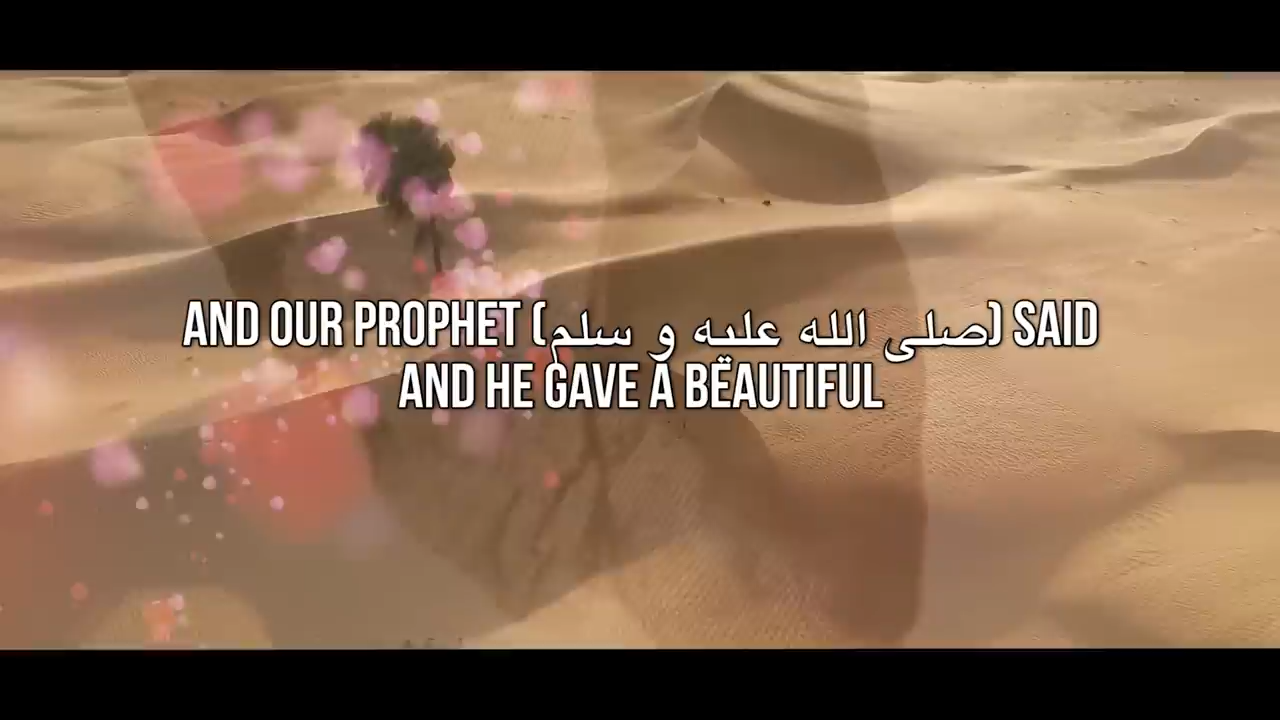 AND OUR PROPHET (صلى الله عليه و سلم) SAID
AND HE GAVE A BEAUTIFUL